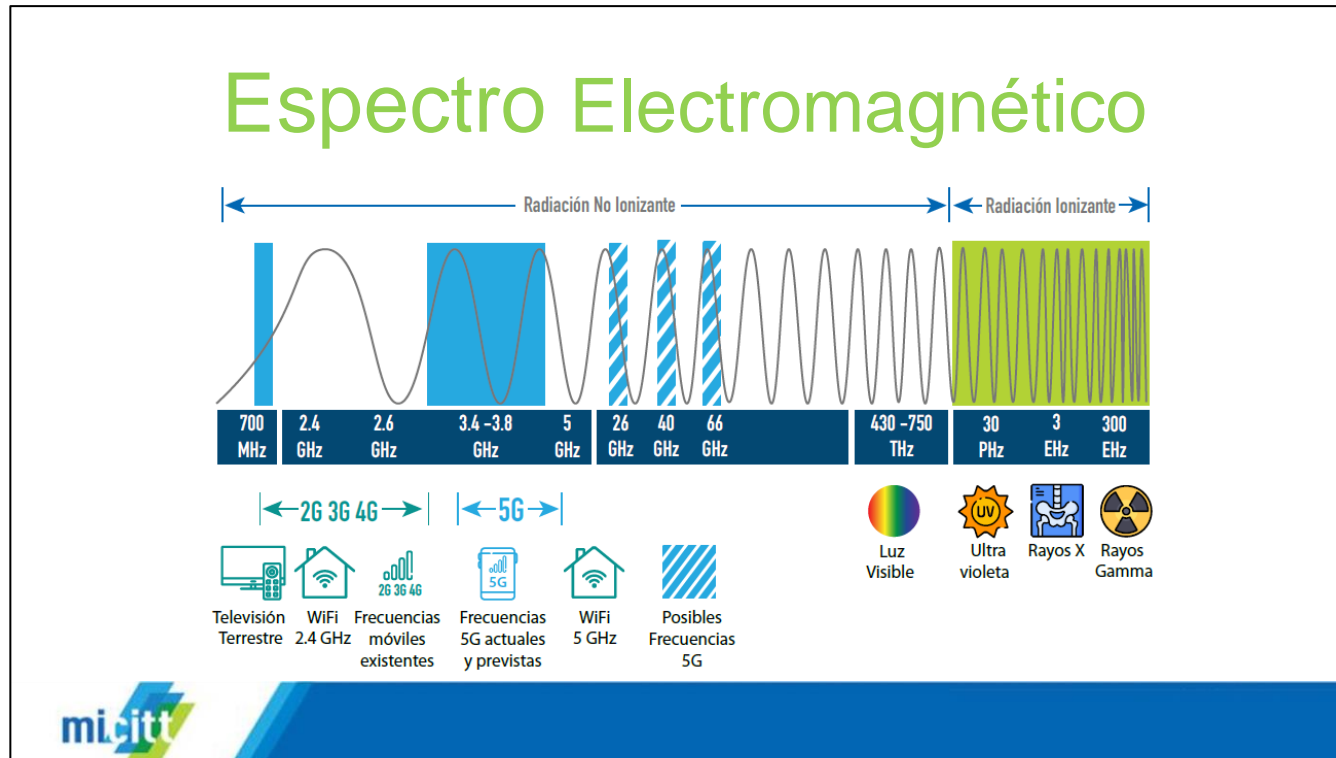 Espectro Electromagnético
Radiación No Ionizante
Radiación Ionizante
700
MHz
2.4
GHz
2.6
GHz
3.4 -3.8
GHz
5
GHz
26
GHz
40
GHz
66
GHz
430 -750
THz
30
PHz
3
EHz
300
EHz
2G 3G 4G
5G
Televisión
Terrestre
WiFi
2.4 GHz
2G 3G 4G
Frecuencias
móviles
existentes
5G
Frecuencias
5G actuales
y previstas
WiFi
5 GHz
Posibles
Frecuencias
5G
Luz
Visible
UV
Ultra
violeta
Rayos X
Rayos
Gamma
micitt